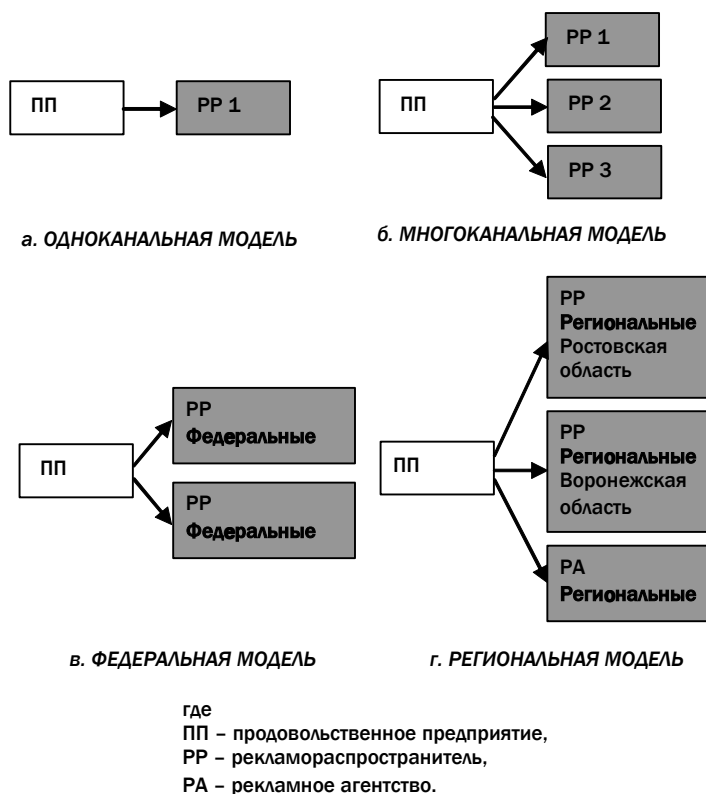 ПП
РР 1
а. ОДНОКАНАЛЬНАЯ МОДЕЛЬ
ПП
РР 1
РР 2
РР 3
б. МНОГОКАНАЛЬНАЯ МОДЕЛЬ
ПП
РР
Федеральные
РР
Федеральные
в. ФЕДЕРАЛЬНАЯ МОДЕЛЬ
ПП
РР
Региональные
Ростовская
область
РР
Региональные
Воронежская
область
РА
Региональные
г. РЕГИОНАЛЬНАЯ МОДЕЛЬ
где
ПП – продовольственное предприятие,
РР – рекламораспространитель,
РА – рекламное агентство.